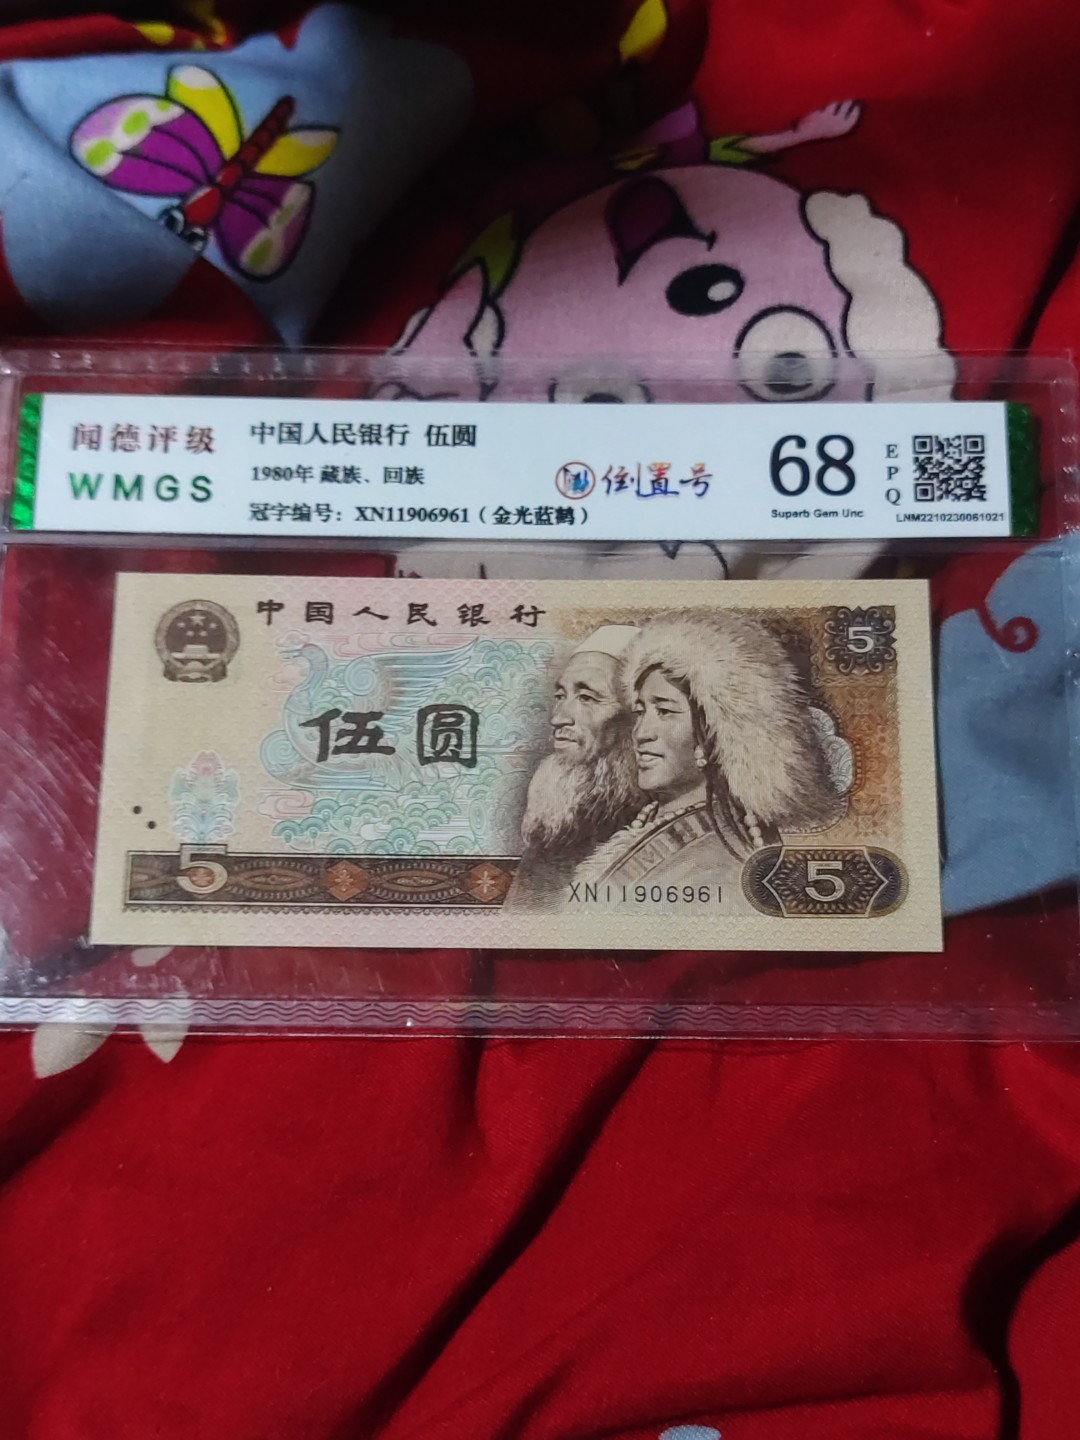 闻德评级
WMGS
中国人民银行 伍圆
1980年 藏族、回族
冠字编号：XN11906961（金光蓝鹤）
倒置号
68
Superb Gem Unc
EPQ
LNM2210230061021
中国人民银行
5
伍圆
5
XN11906961
5